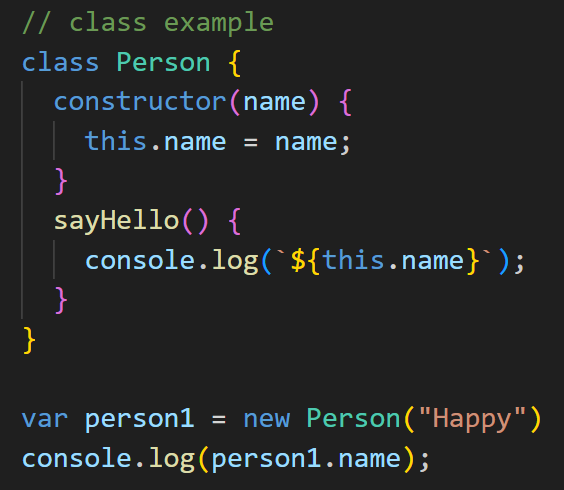 // class example
class Person {
  constructor(name) {
    this.name = name;
  }
  sayHello() {
    console.log(`${this.name}`);
  }
}

var person1 = new Person("Happy")
console.log(person1.name);